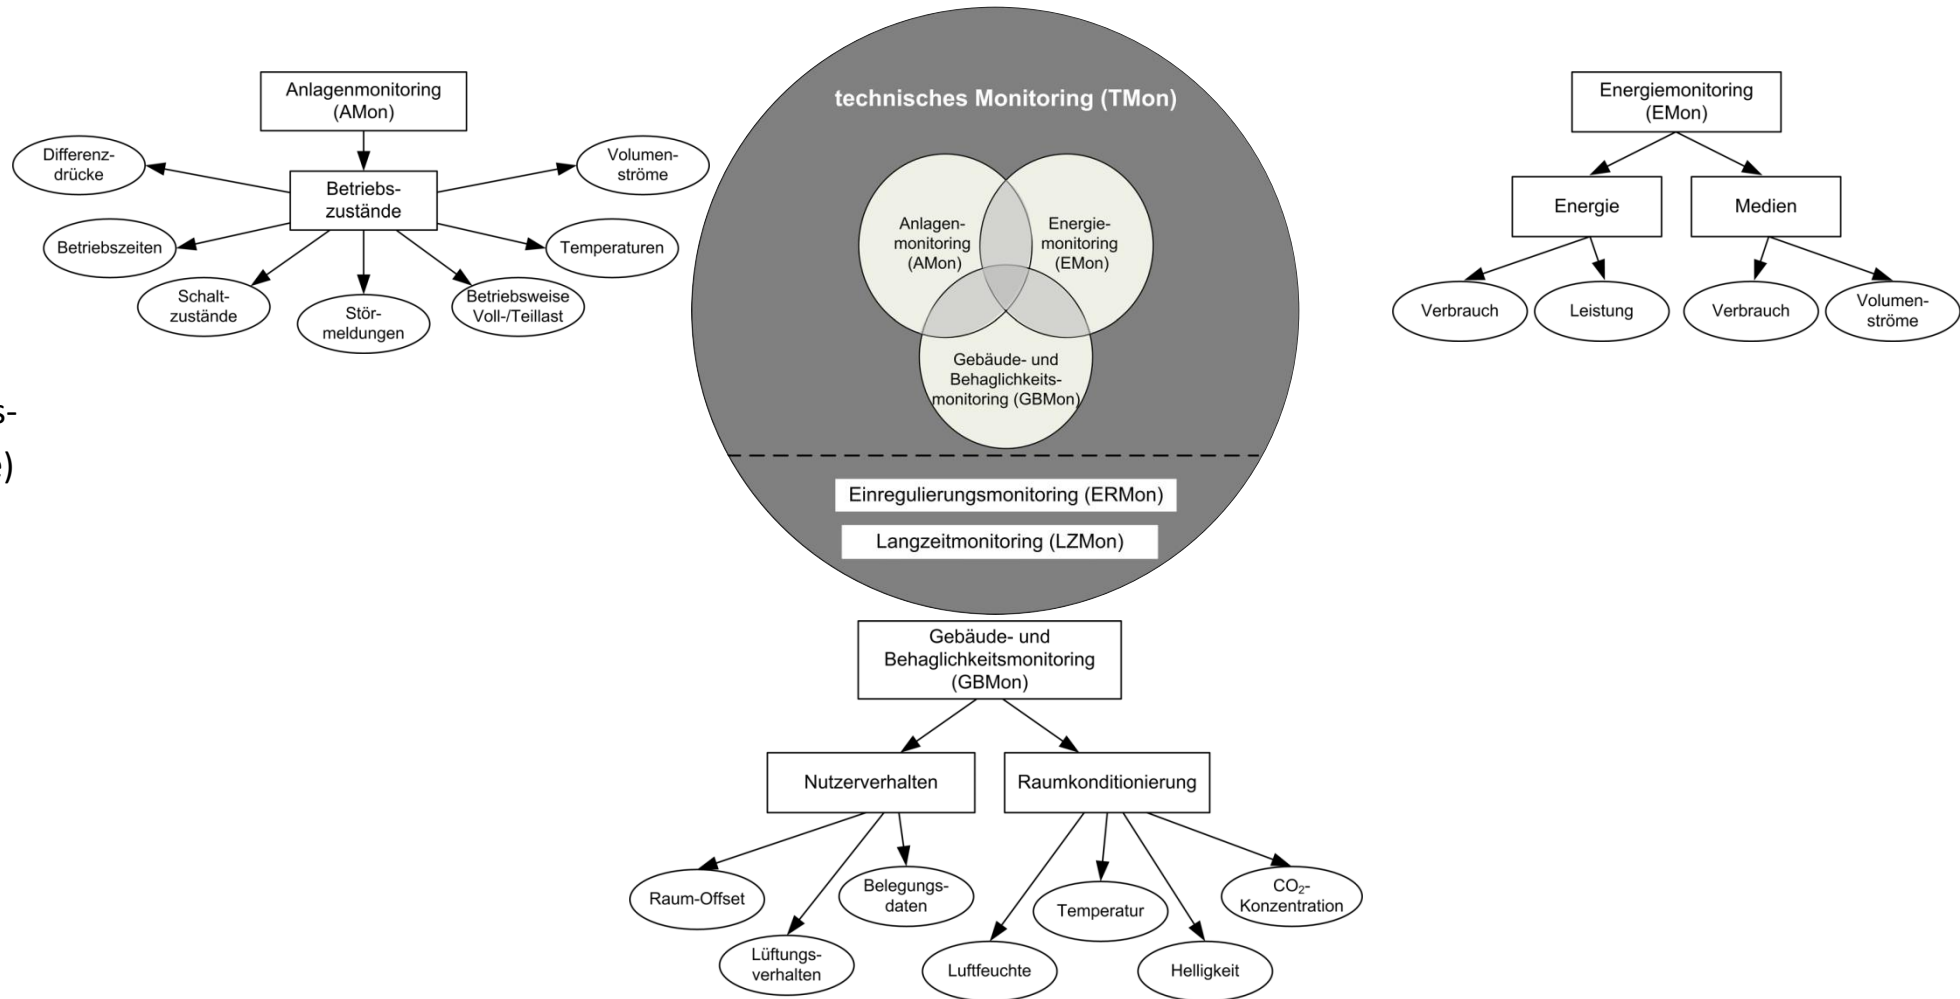 technisches Monitoring (TMon)
Anlagen-
monitoring
(AMon)
Energie-
monitoring
(EMon)
Gebäude- und
Behaglichkeits-
monitoring (GBMon)
Einregulierungsmonitoring (ERMon)
Langzeitmonitoring (LZMon)
Anlagenmonitoring
(AMon)
Betriebs-
zustände
Differenz-
drücke
Betriebszeiten
Schalt-
zustände
Stör-
meldungen
Betriebsweise
Voll-/Teillast
Temperaturen
Volumen-
ströme
Energiemonitoring
(EMon)
Energie
Medien
Verbrauch
Leistung
Verbrauch
Volumen-
ströme
Gebäude- und
Behaglichkeitsmonitoring
(GBMon)
Nutzerverhalten
Raumkonditionierung
Raum-Offset
Lüftungs-
verhalten
Belegungs-
daten
Luftfeuchte
Temperatur
Helligkeit
CO₂-
Konzentration